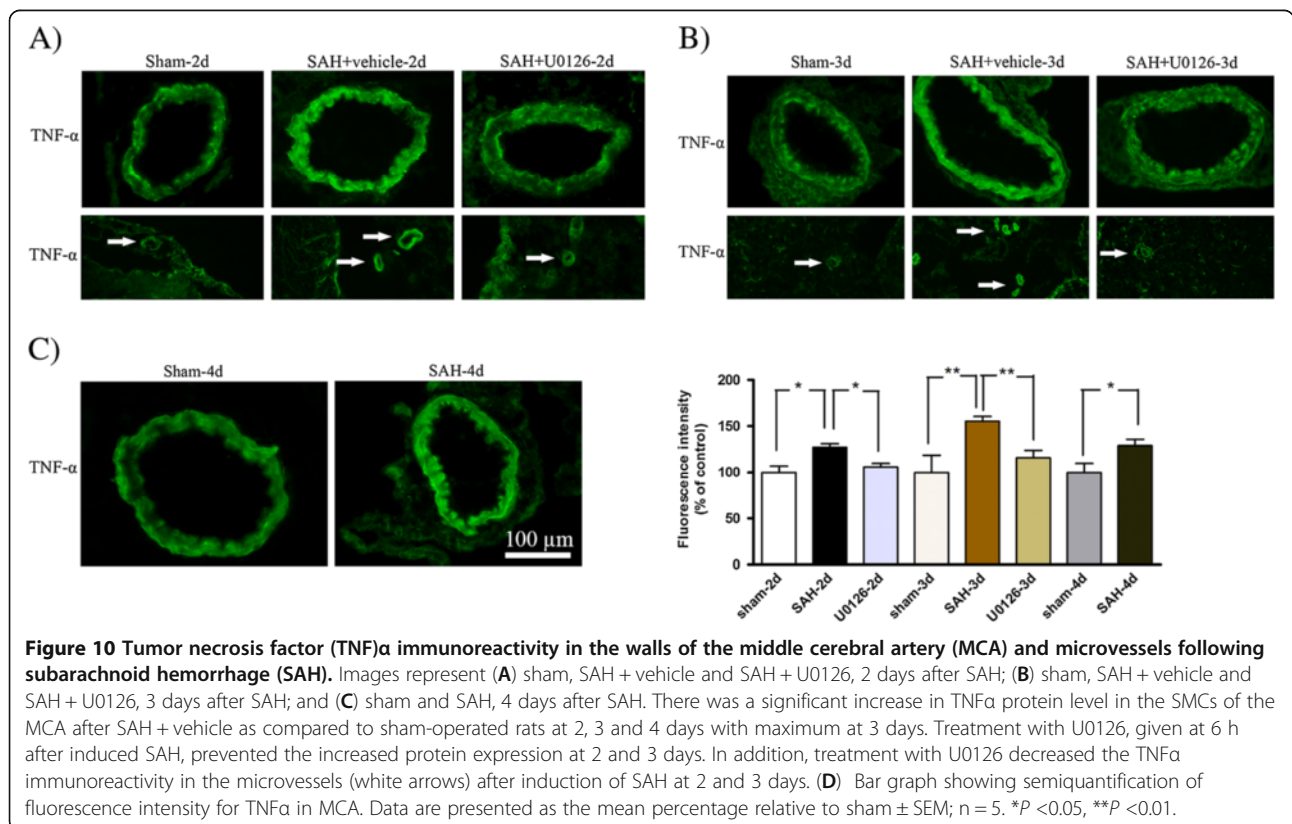 A)
Sham-2d SAH+vehicle-2d SAH+U0126-2d
TNF-α
TNF-α
B)
Sham-3d SAH+vehicle-3d SAH+U0126-3d
TNF-α
TNF-α
C)
Sham-4d SAH-4d
TNF-α
100 μm
Fluorescence intensity
(% of control)
200
150
100
50
0
* * ** ** *
sham-2d SAH-2d U0126-2d sham-3d SAH-3d U0126-3d sham-4d SAH-4d
Figure 10 Tumor necrosis factor (TNF)α immunoreactivity in the walls of the middle cerebral artery (MCA) and microvessels following
subarachnoid hemorrhage (SAH). Images represent (A) sham, SAH + vehicle and SAH + U0126, 2 days after SAH; (B) sham, SAH + vehicle and
SAH + U0126, 3 days after SAH; and (C) sham and SAH, 4 days after SAH. There was a significant increase in TNFα protein level in the SMCs of the
MCA after SAH + vehicle as compared to sham-operated rats at 2, 3 and 4 days with maximum at 3 days. Treatment with U0126, given at 6 h
after induced SAH, prevented the increased protein expression at 2 and 3 days. In addition, treatment with U0126 decreased the TNFα
immunoreactivity in the microvessels (white arrows) after induction of SAH at 2 and 3 days. (D) Bar graph showing semiquantification of
fluorescence intensity for TNFα in MCA. Data are presented as the mean percentage relative to sham ± SEM; n = 5. *P <0.05, **P <0.01.